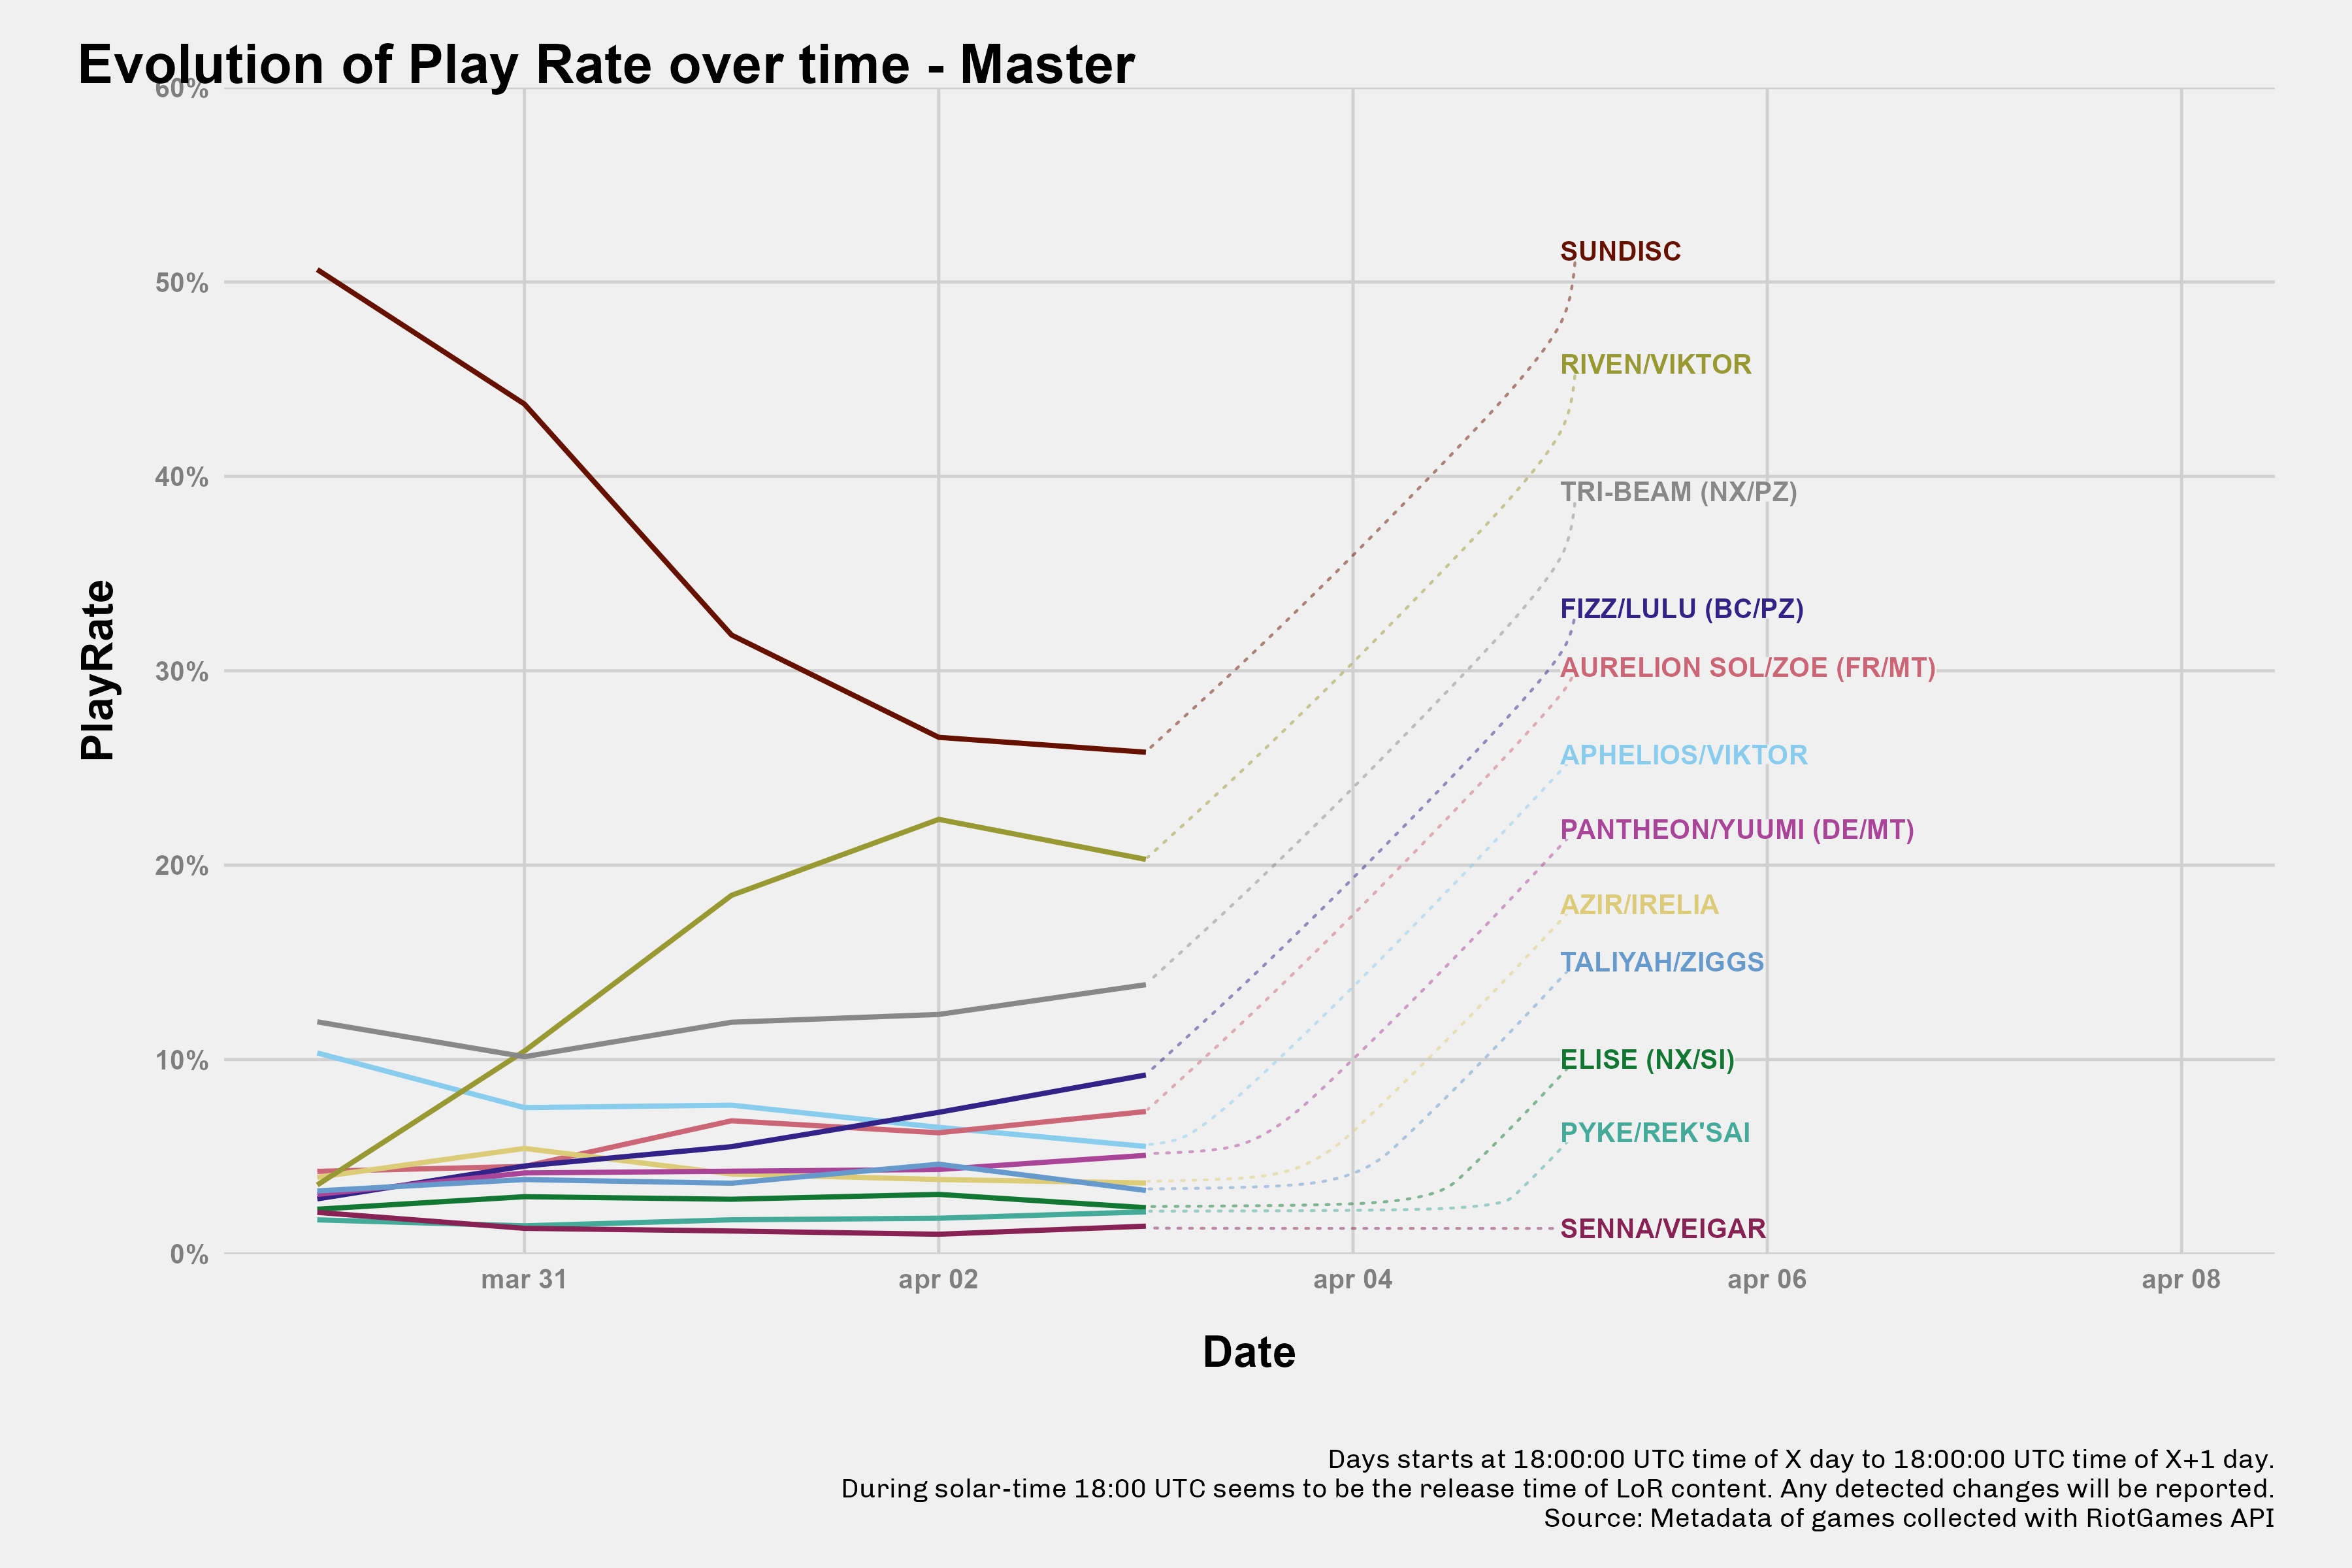 Evolution of Play Rate over time - Master
60%
50%
40%
30%
20%
10%
0%
PlayRate
SUNDISC
RIVEN/VIKTOR
TRI-BEAM (NX/PZ)
FIZZ/LULU (BC/PZ)
AURELION SOL/ZOE (FR/MT)
APHELIOS/VIKTOR
PANTHEON/YUUMI (DE/MT)
AZIR/IRELIA
TALIYAH/ZIGGS
ELISE (NX/SI)
PYKE/REK'SAI
SENNA/VEIGAR
mar 31 apr 02 apr 04 apr 06 apr 08
Date
Days starts at 18:00:00 UTC time of X day to 18:00:00 UTC time of X+1 day.
During solar-time 18:00 UTC seems to be the release time of LoR content. Any detected changes will be reported.
Source: Metadata of games collected with RiotGames API